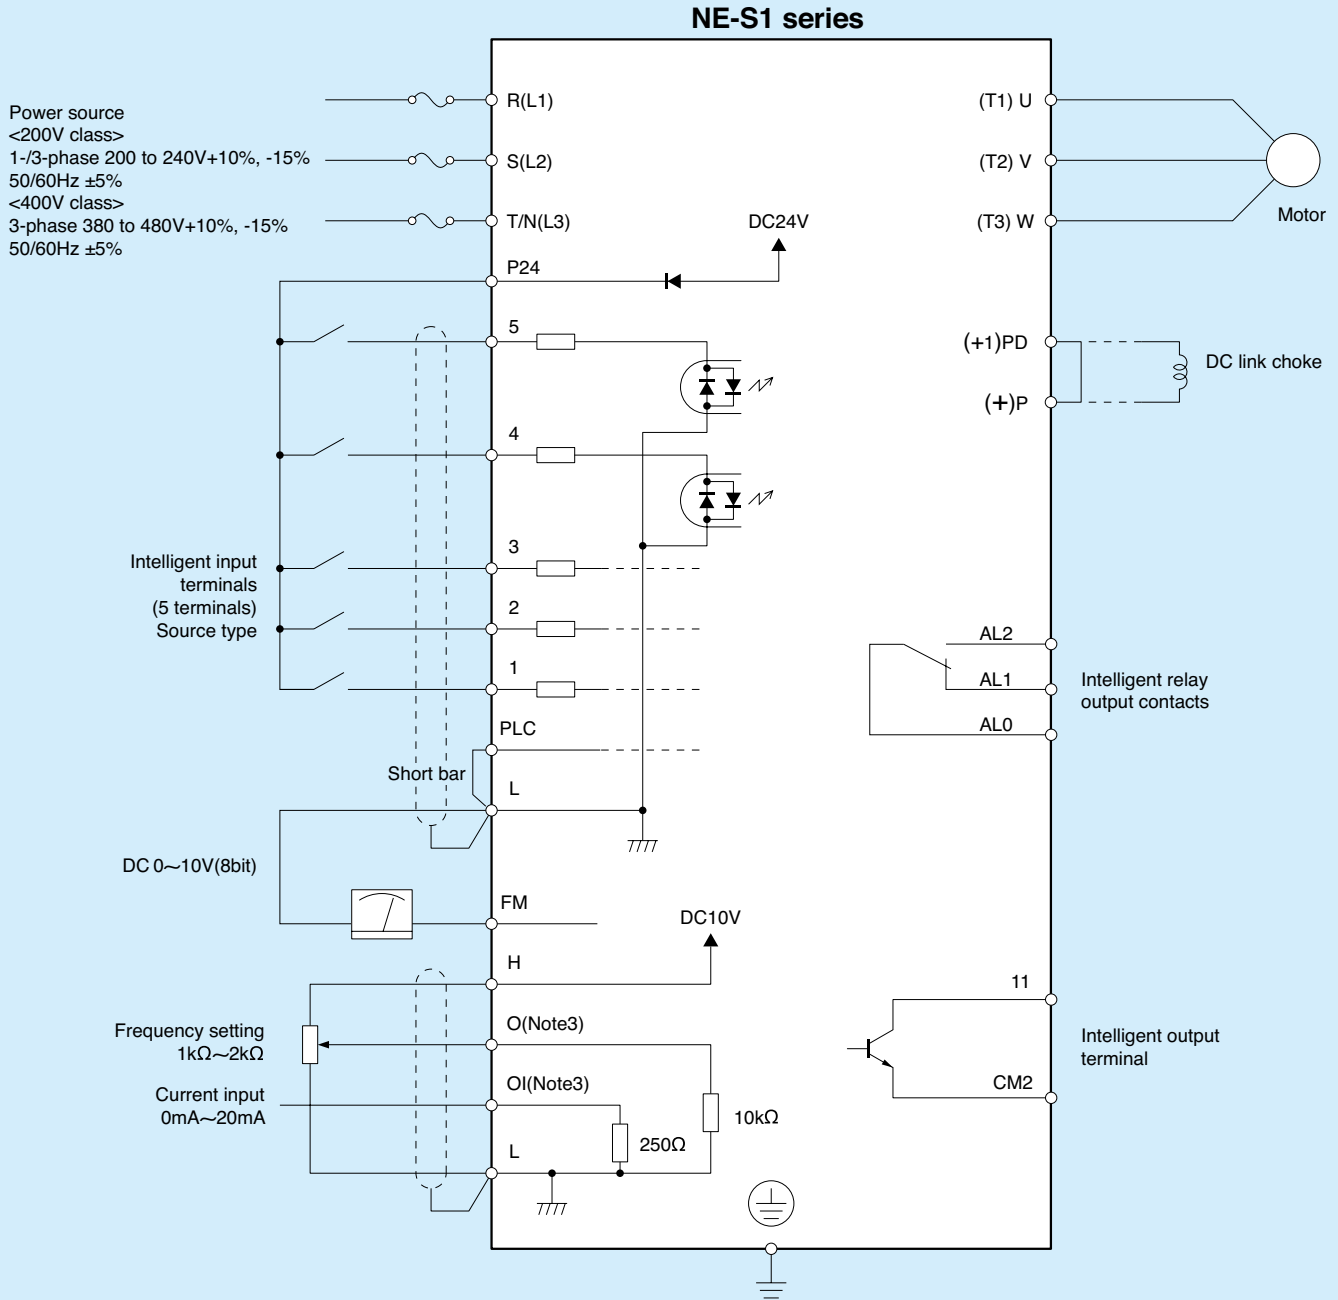 NE-S1 series
Power source
<200V class>
1-/3-phase 200 to 240V+10%, -15%
50/60Hz ±5%
<400V class>
3-phase 380 to 480V+10%, -15%
50/60Hz ±5%
R(L1)
S(L2)
T/N(L3)
P24
DC24V
5
4
3
2
1
PLC
L
Intelligent input
terminals
(5 terminals)
Source type
Short bar
DC 0~10V(8bit)
FM
H
DC10V
O(Note3)
OI(Note3)
L
Frequency setting
1kΩ~2kΩ
Current input
0mA~20mA
250Ω
10kΩ
(T1) U
(T2) V
(T3) W
Motor
(+1)PD
(+)P
DC link choke
AL2
AL1
AL0
Intelligent relay
output contacts
11
CM2
Intelligent output
terminal